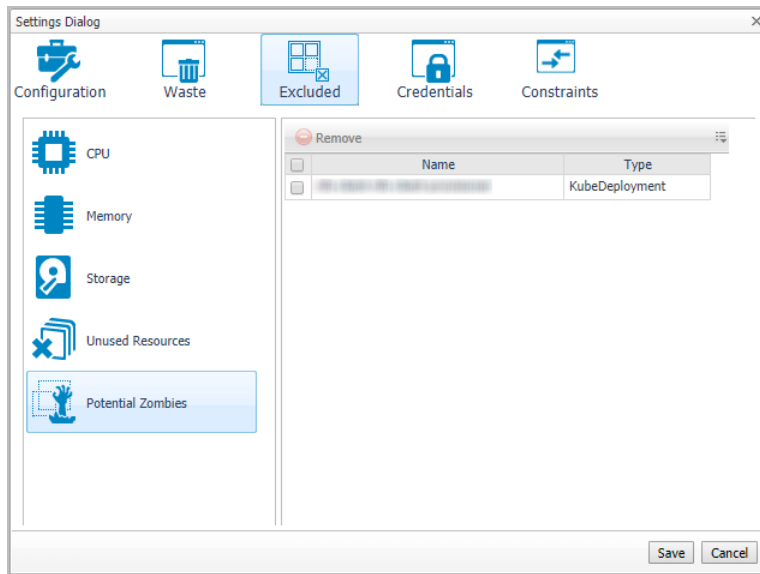 Settings Dialog
Configuration Waste Excluded Credentials Constraints
CPU
Memory
Storage
Unused Resources
Potential Zombies
Remove
Name Type
KubeDeployment
Save Cancel